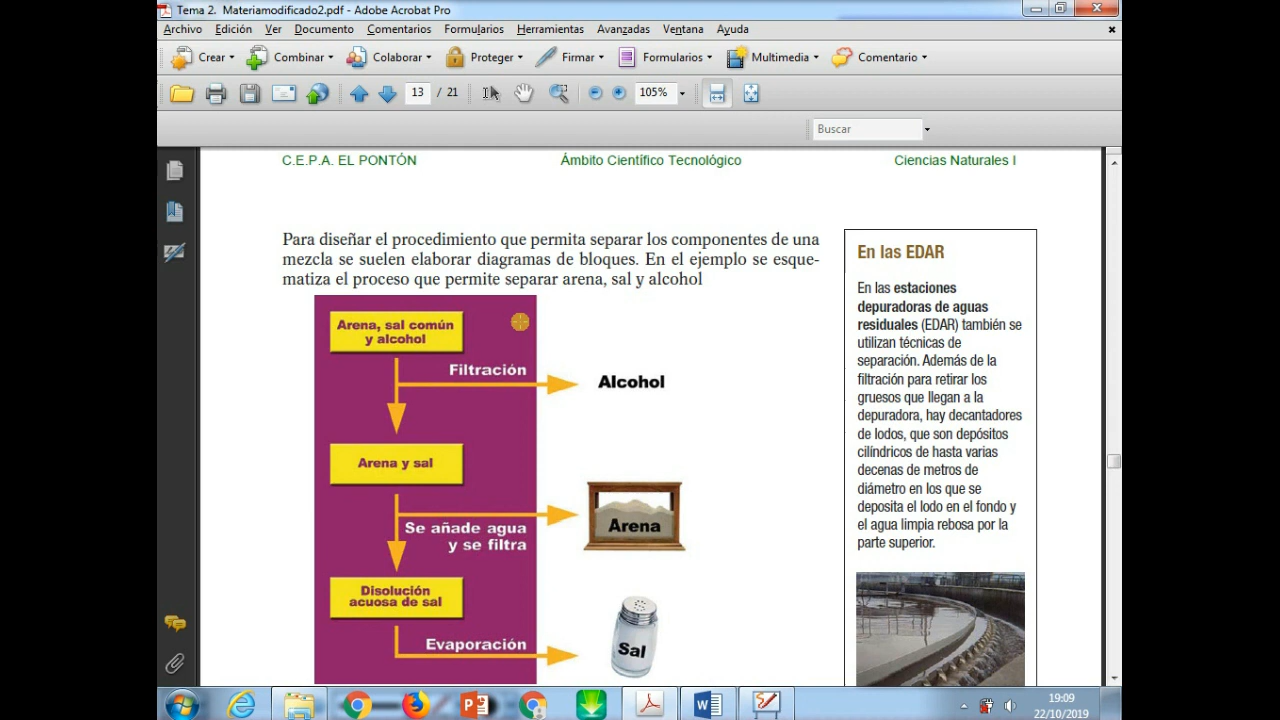 Tema 2. Materiamodificado2.pdf - Adobe Acrobat Pro
Archivo Edición Ver Documento Comentarios Formularios Herramientas Avanzadas Ventana Ayuda
Crear Combinar Colaborar Proteger Firmar Formularios Multimedia Comentario
13 / 21 105%
Buscar
C.E.P.A. EL PONTÓN Ámbito Científico Tecnológico Ciencias Naturales I
Para diseñar el procedimiento que permita separar los componentes de una
mezcla se suelen elaborar diagramas de bloques. En el ejemplo se esque-
matiza el proceso que permite separar arena, sal y alcohol
Arena, sal común
y alcohol
Filtración
Alcohol
Arena y sal
Se añade agua
y se filtra
Arena
Disolución
acuosa de sal
Evaporación
Sal
En las EDAR
En las estaciones
depuradoras de aguas
residuales (EDAR) también se
utilizan técnicas de
separación. Además de la
filtración para retirar los
gruesos que llegan a la
depuradora, hay decantadores
de lodos, que son depósitos
cilíndricos de hasta varias
decenas de metros de
diámetro en los que se
deposita el lodo en el fondo y
el agua limpia rebosa por la
parte superior.
19:09
22/10/2019